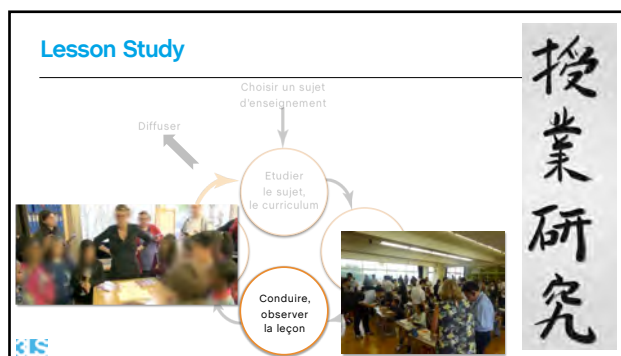 Lesson Study
Choisir un sujet
d'enseignement
Diffuser
Etudier
le sujet,
le curriculum
Conduire,
observer
la leçon
授業研究
3LS